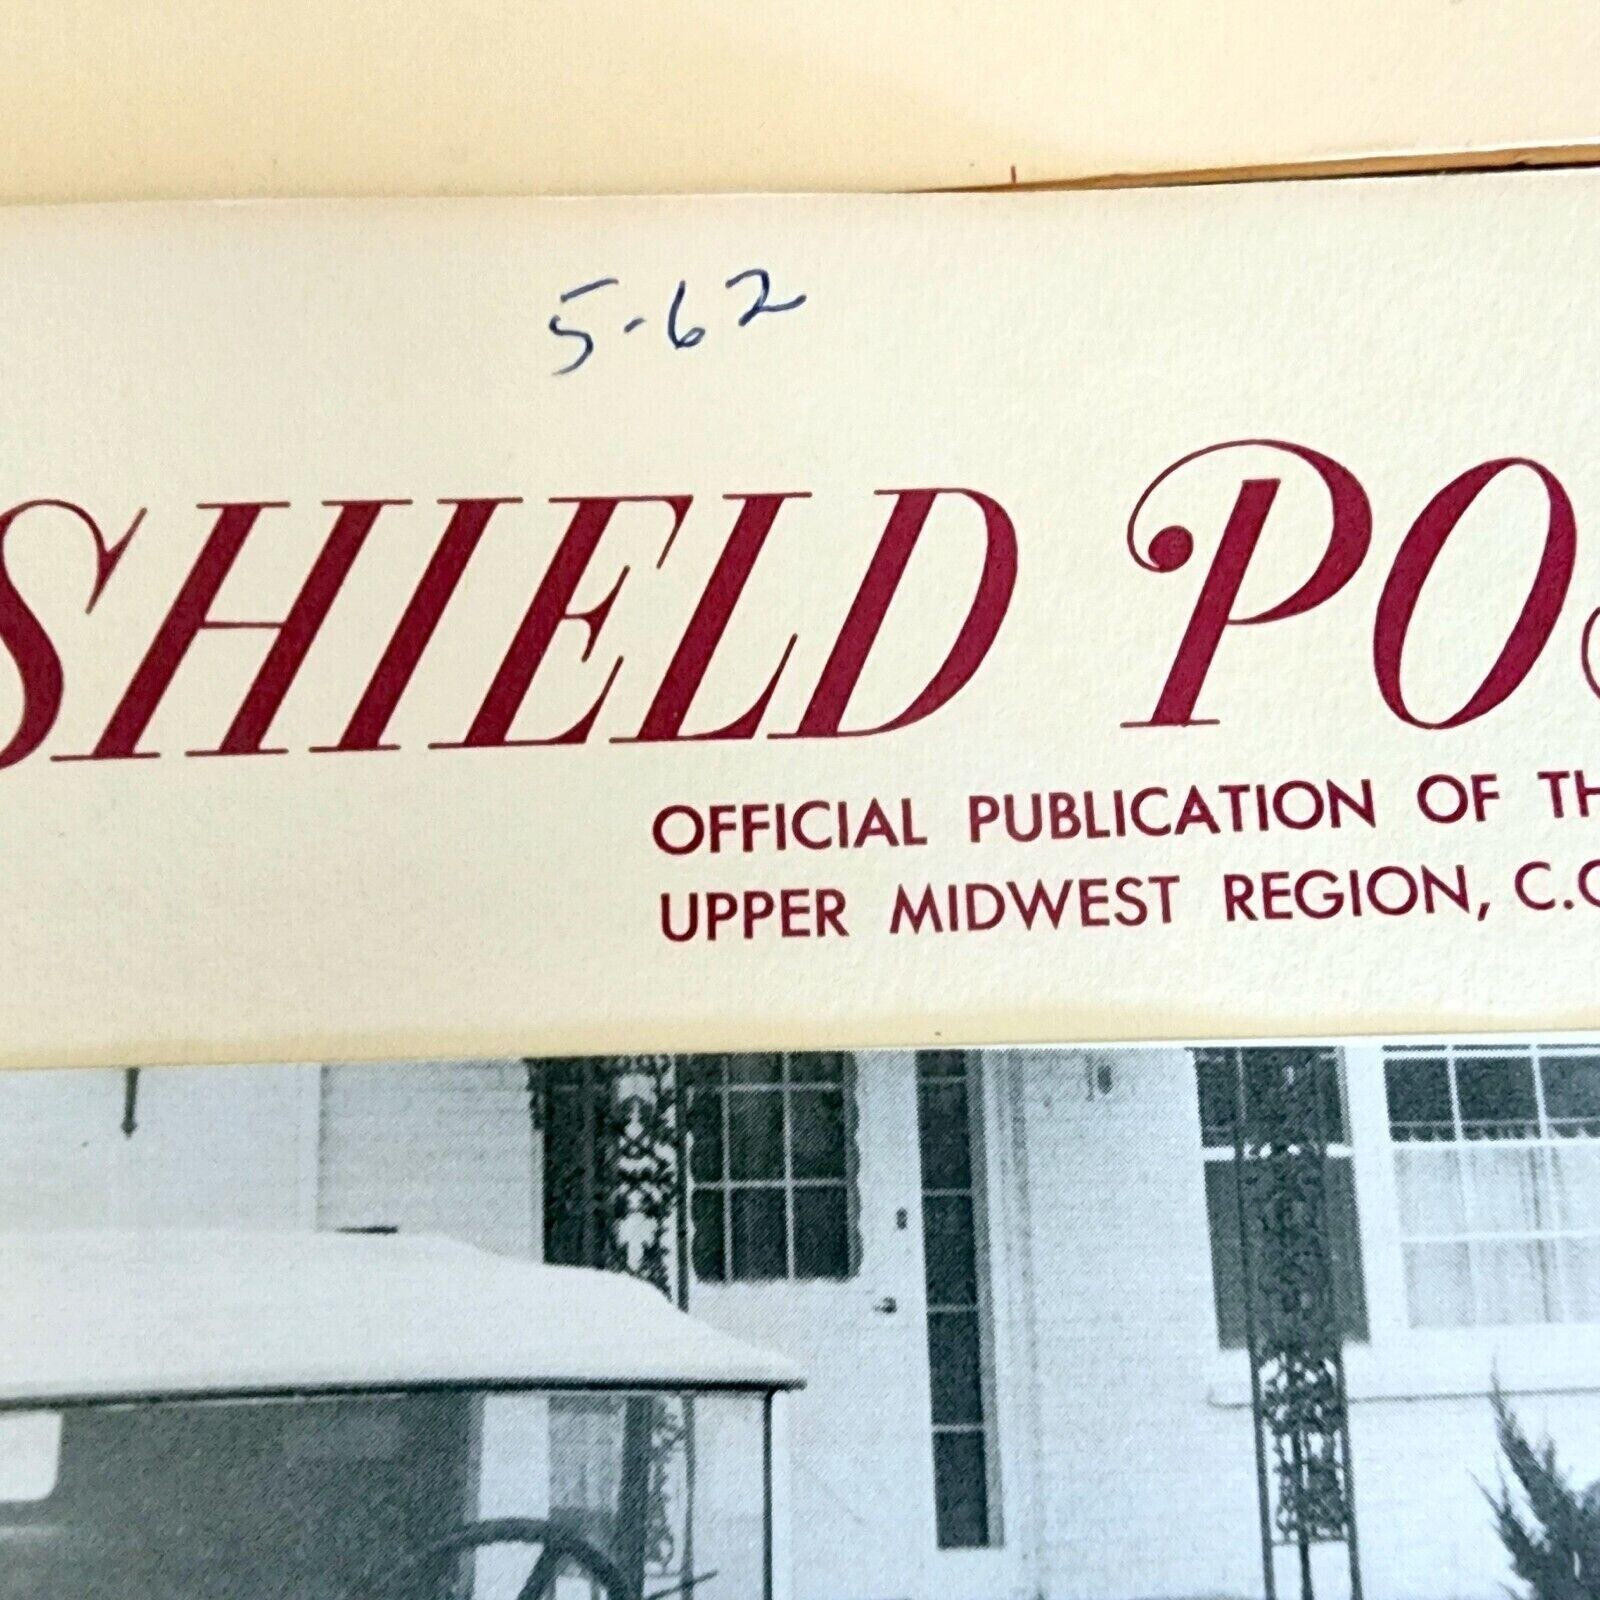 5-62
SHIELD PO
OFFICIAL PUBLICATION OF TH
UPPER MIDWEST REGION, C.C